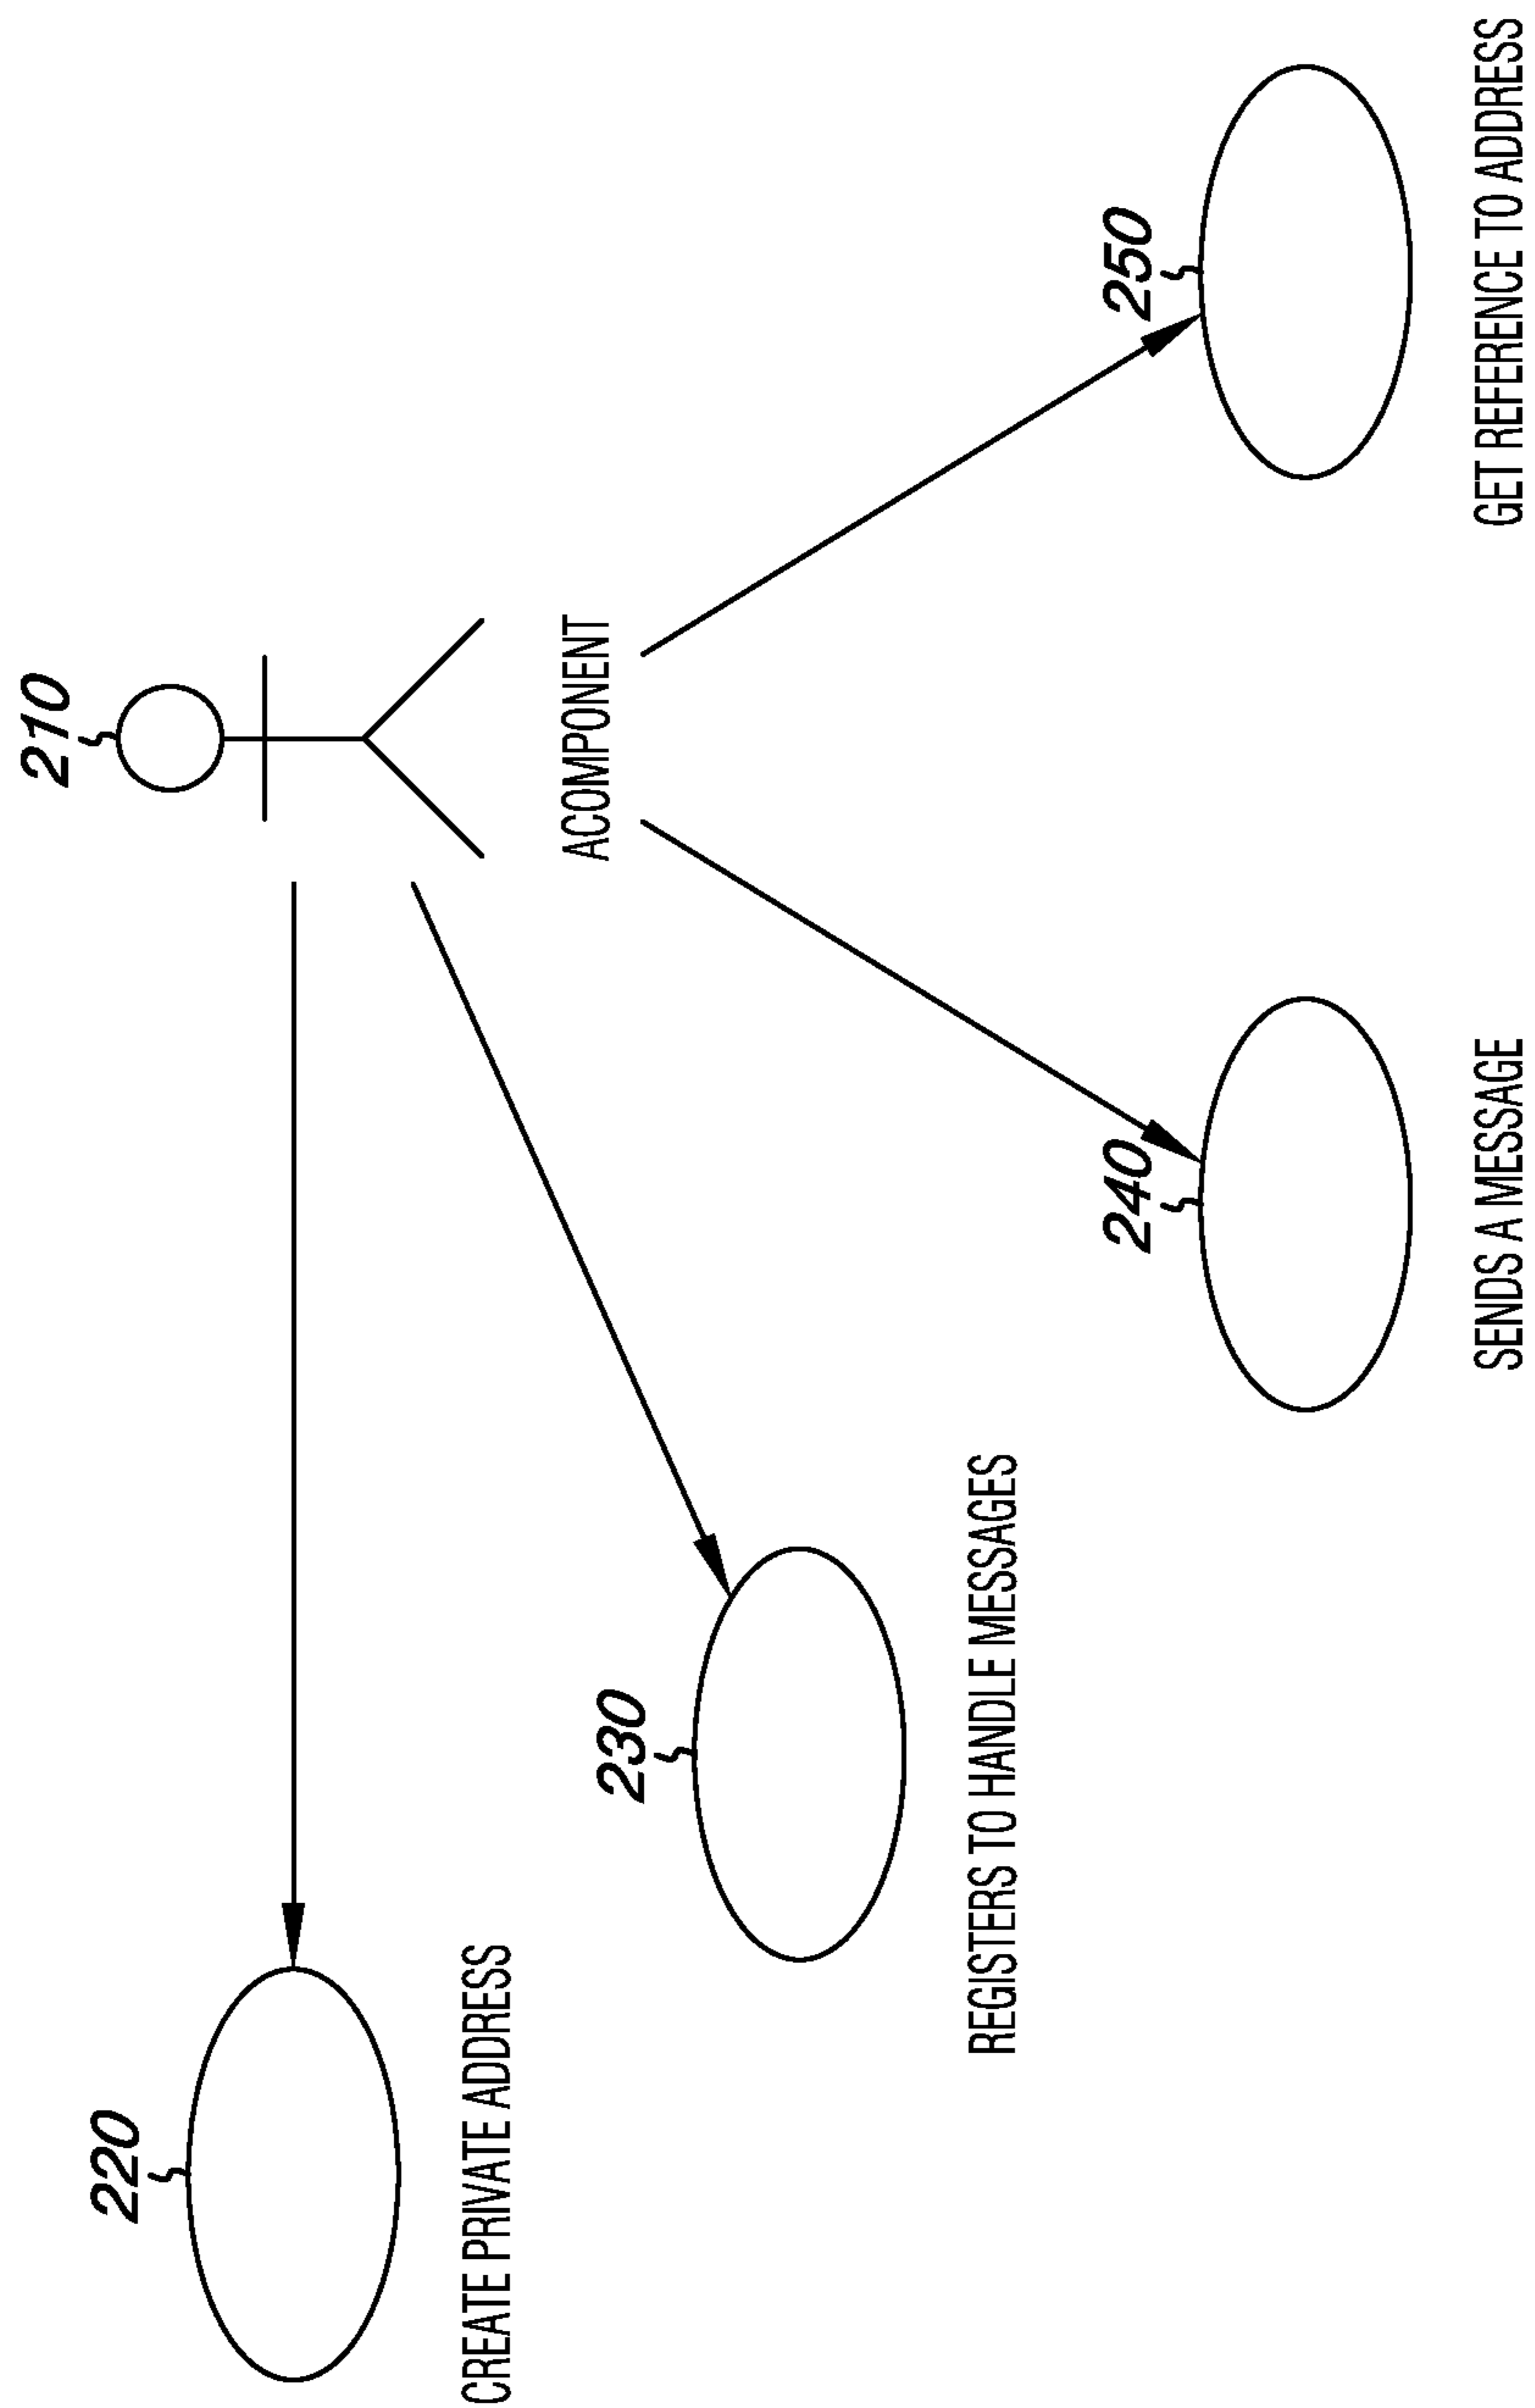 210
ACOMPONENT
220
CREATE PRIVATE ADDRESS
230
REGISTERS TO HANDLE MESSAGES
240
SENDS A MESSAGE
250
GET REFERENCE TO ADDRESS